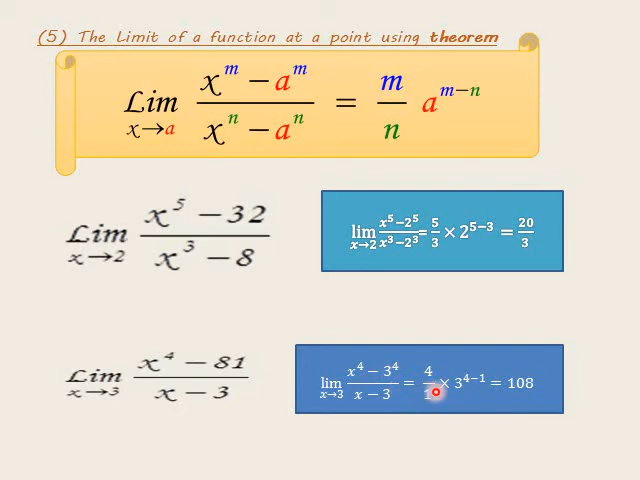 (5) The Limit of a function at a point using theorem
Lim x→a (x^m − a^m)/(x^n − a^n) = m/n a^(m−n)
Lim x→2 (x^5 − 32)/(x^3 − 8)
lim x→2 (x^5−2^5)/(x^3−2^3) = 5/3 × 2^(5−3) = 20/3
Lim x→3 (x^4 − 81)/(x − 3)
lim x→3 (x^4 − 3^4)/(x − 3) = 4/1 × 3^(4−1) = 108